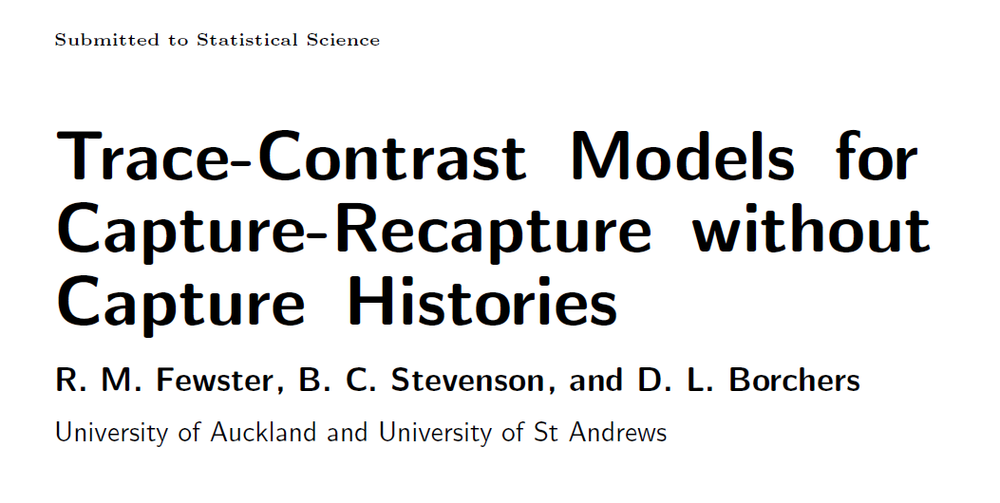 Submitted to Statistical Science
Trace-Contrast Models for
Capture-Recapture without
Capture Histories
R. M. Fewster, B. C. Stevenson, and D. L. Borchers
University of Auckland and University of St Andrews